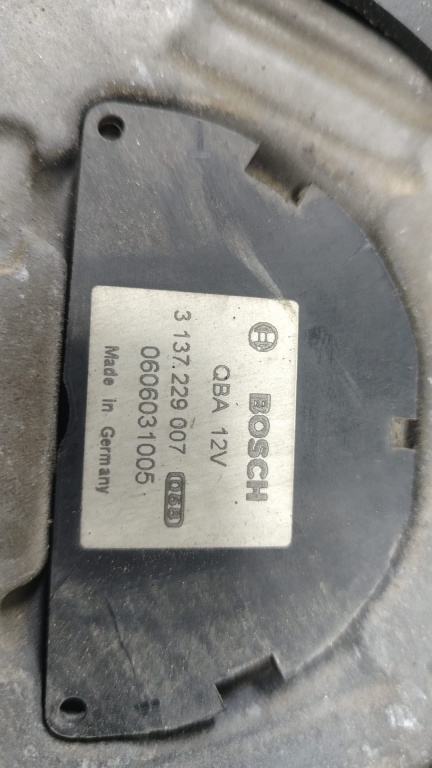 BOSCH
QBA 12V
3 137.229 007
0606031005
Made in Germany